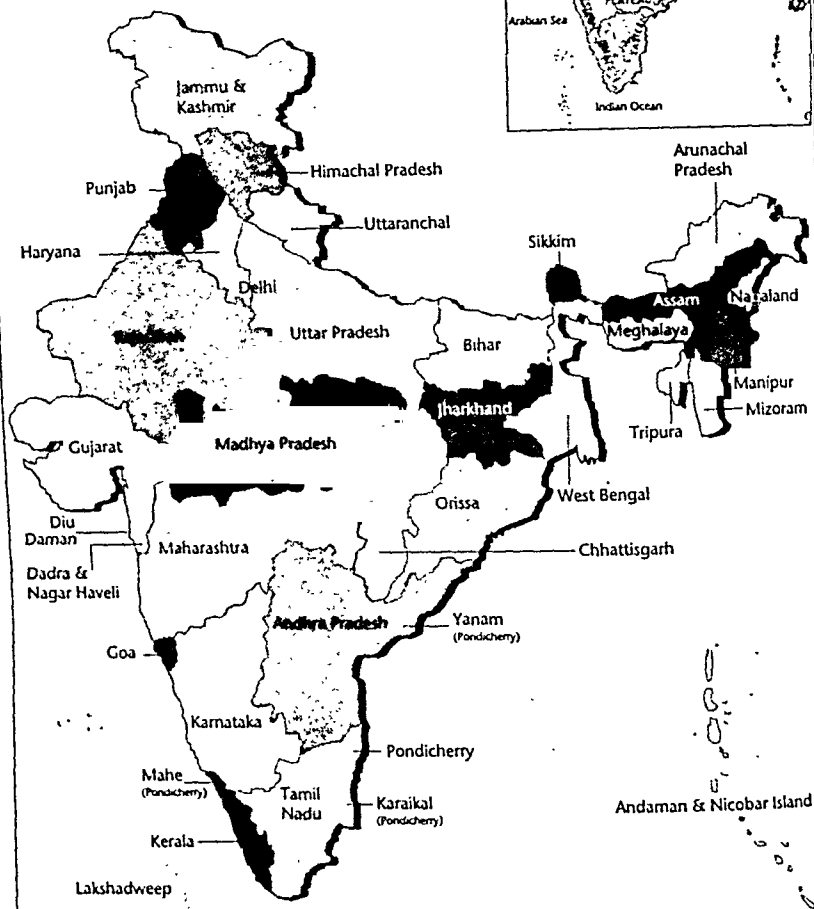 Arabian Sea
Indian Ocean
Jammu &
Kashmir
Himachal Pradesh
Arunachal
Pradesh
Punjab
Uttaranchal
Haryana
Sikkim
Delhi
Assam
Nagaland
Uttar Pradesh
Meghalaya
Bihar
Manipur
Jharkhand
Mizoram
Tripura
Gujarat
Madhya Pradesh
West Bengal
Orissa
Diu
Daman
Maharashtra
Chhattisgarh
Dadra &
Nagar Haveli
Andhra Pradesh
Yanam
(Pondicherry)
Goa
Karnataka
Pondicherry
Mahe
(Pondicherry)
Tamil
Nadu
Karaikal
(Pondicherry)
Andaman & Nicobar Island
Kerala
Lakshadweep